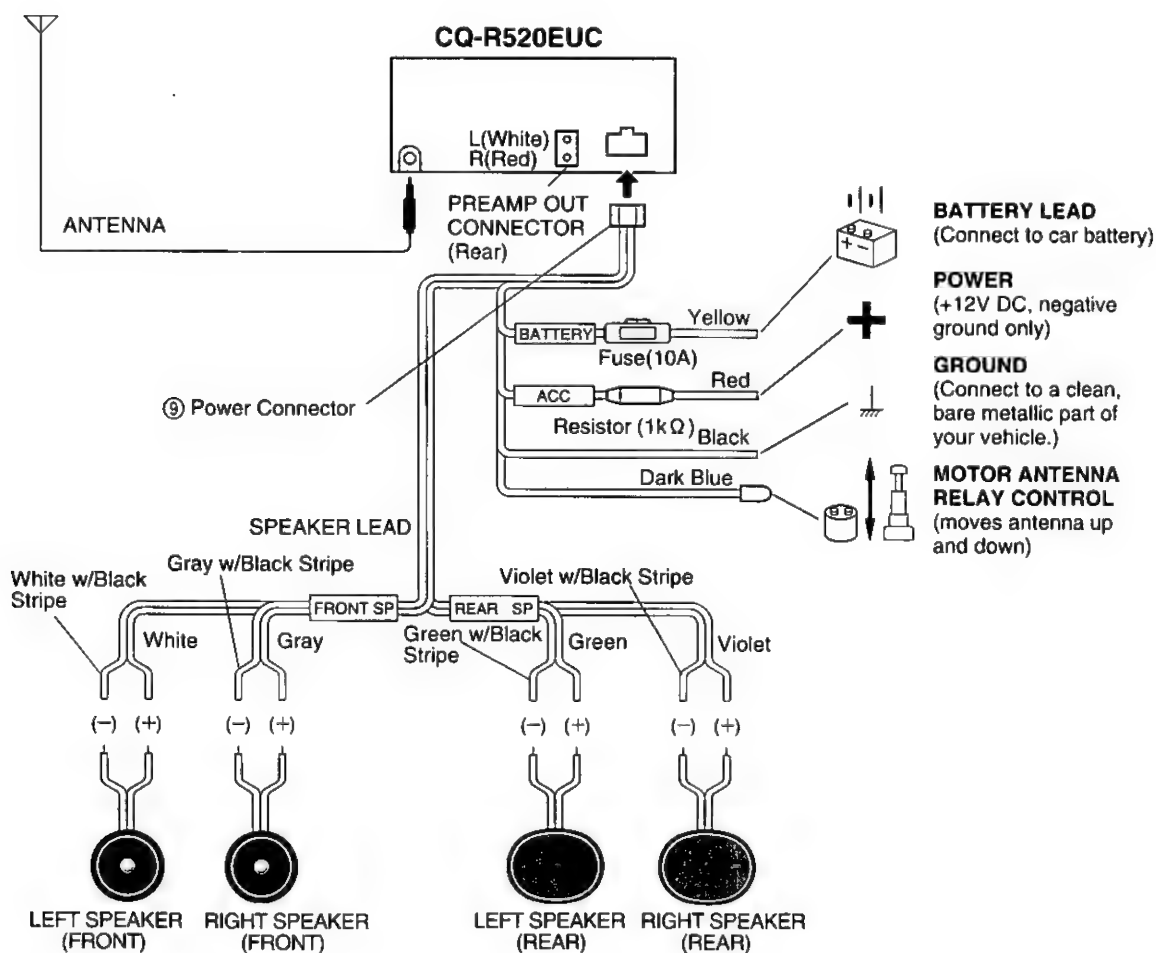 CQ-R520EUC
L(White)
R(Red)
ANTENNA
PREAMP OUT
CONNECTOR
(Rear)
BATTERY LEAD
(Connect to car battery)
POWER
(+12V DC, negative
ground only)
GROUND
(Connect to a clean,
bare metallic part of
your vehicle.)
MOTOR ANTENNA
RELAY CONTROL
(moves antenna up
and down)
+ −
BATTERY
Yellow
Fuse(10A)
ACC
Red
Resistor (1kΩ)
Black
Dark Blue
⑨ Power Connector
SPEAKER LEAD
White w/Black
Stripe
Gray w/Black Stripe
Violet w/Black Stripe
FRONT SP
REAR SP
White
Gray
Green w/Black
Stripe
Green
Violet
(−) (+)
(−) (+)
(−) (+)
(−) (+)
LEFT SPEAKER
(FRONT)
RIGHT SPEAKER
(FRONT)
LEFT SPEAKER
(REAR)
RIGHT SPEAKER
(REAR)